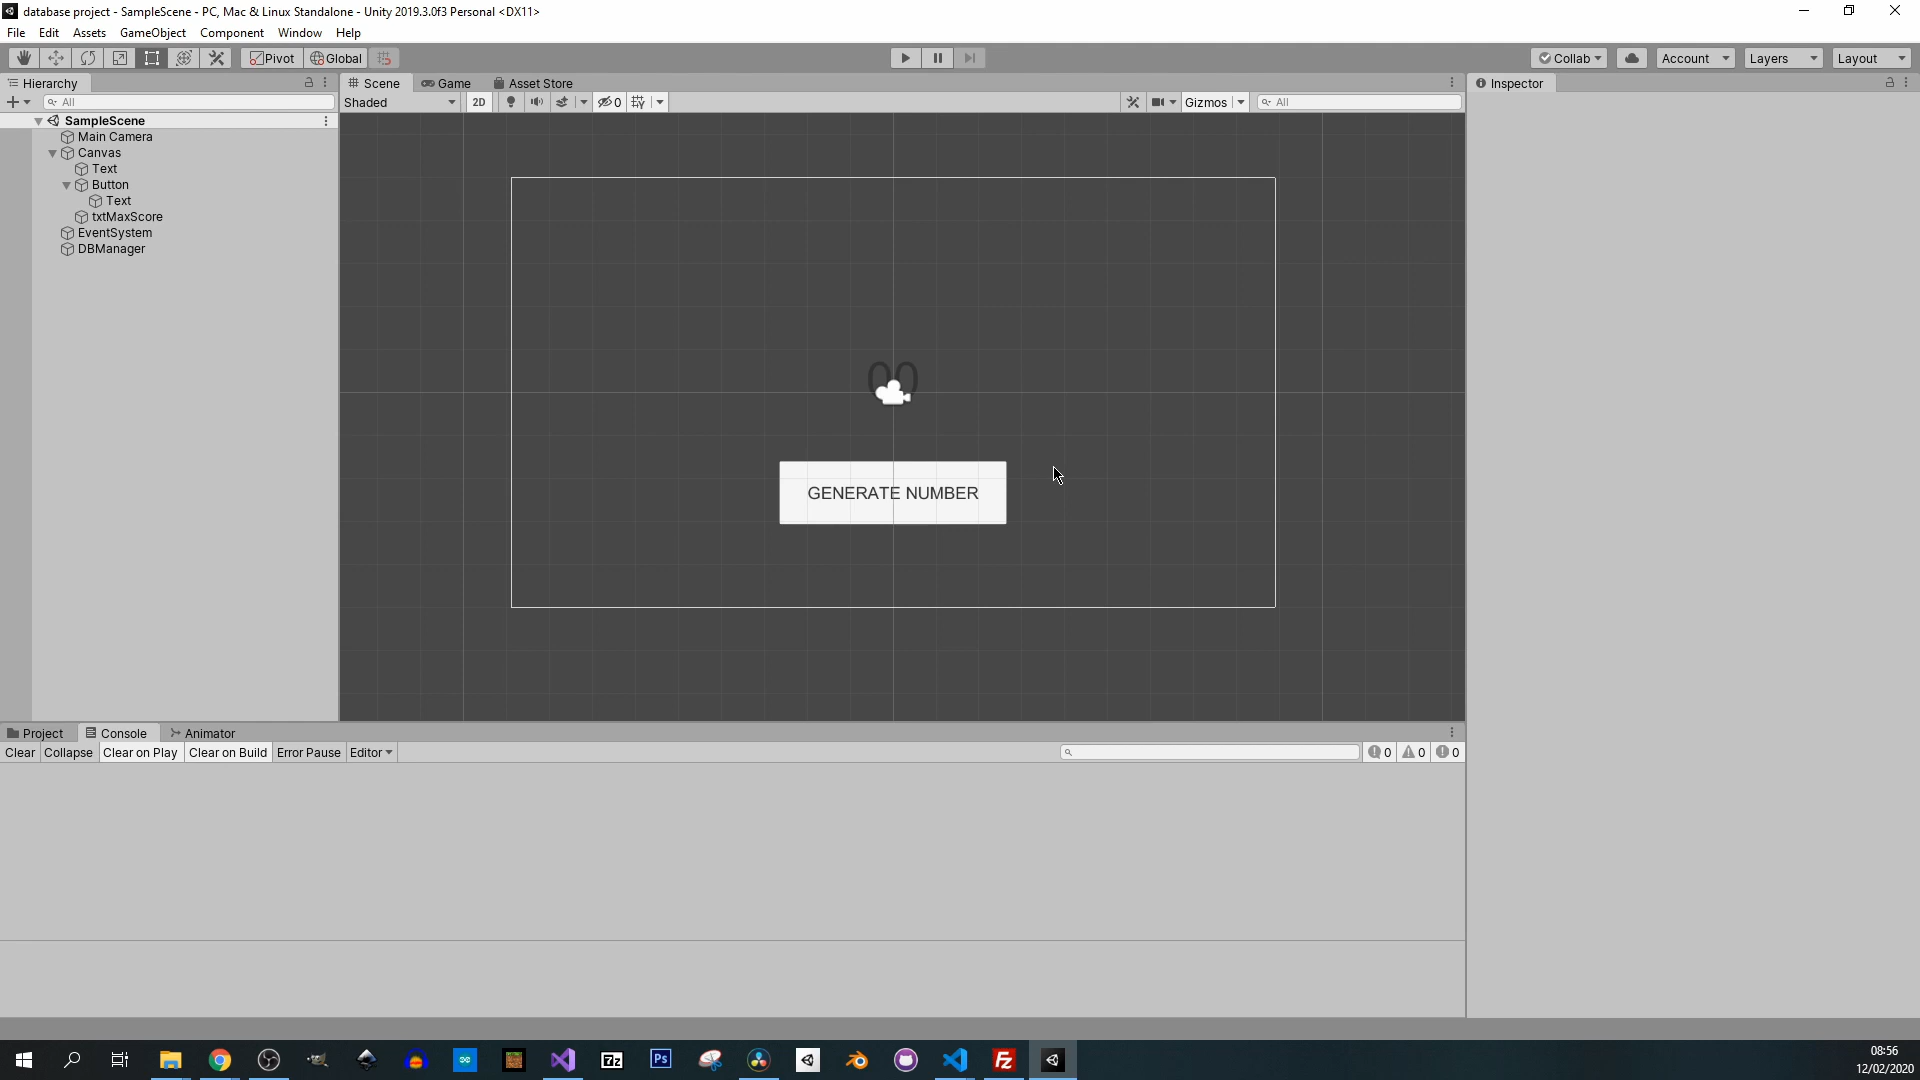 database project - SampleScene - PC, Mac & Linux Standalone - Unity 2019.3.0f3 Personal <DX11>
File Edit Assets GameObject Component Window Help
Pivot Global Collab Account Layers Layout
Hierarchy
All
SampleScene
Main Camera
Canvas
Text
Button
Text
txtMaxScore
EventSystem
DBManager
Scene Game Asset Store
Shaded 2D 0 Gizmos All
00
GENERATE NUMBER
Inspector
Project Console Animator
Clear Collapse Clear on Play Clear on Build Error Pause Editor 0 0 0
7z Ps Fz
08:56
12/02/2020